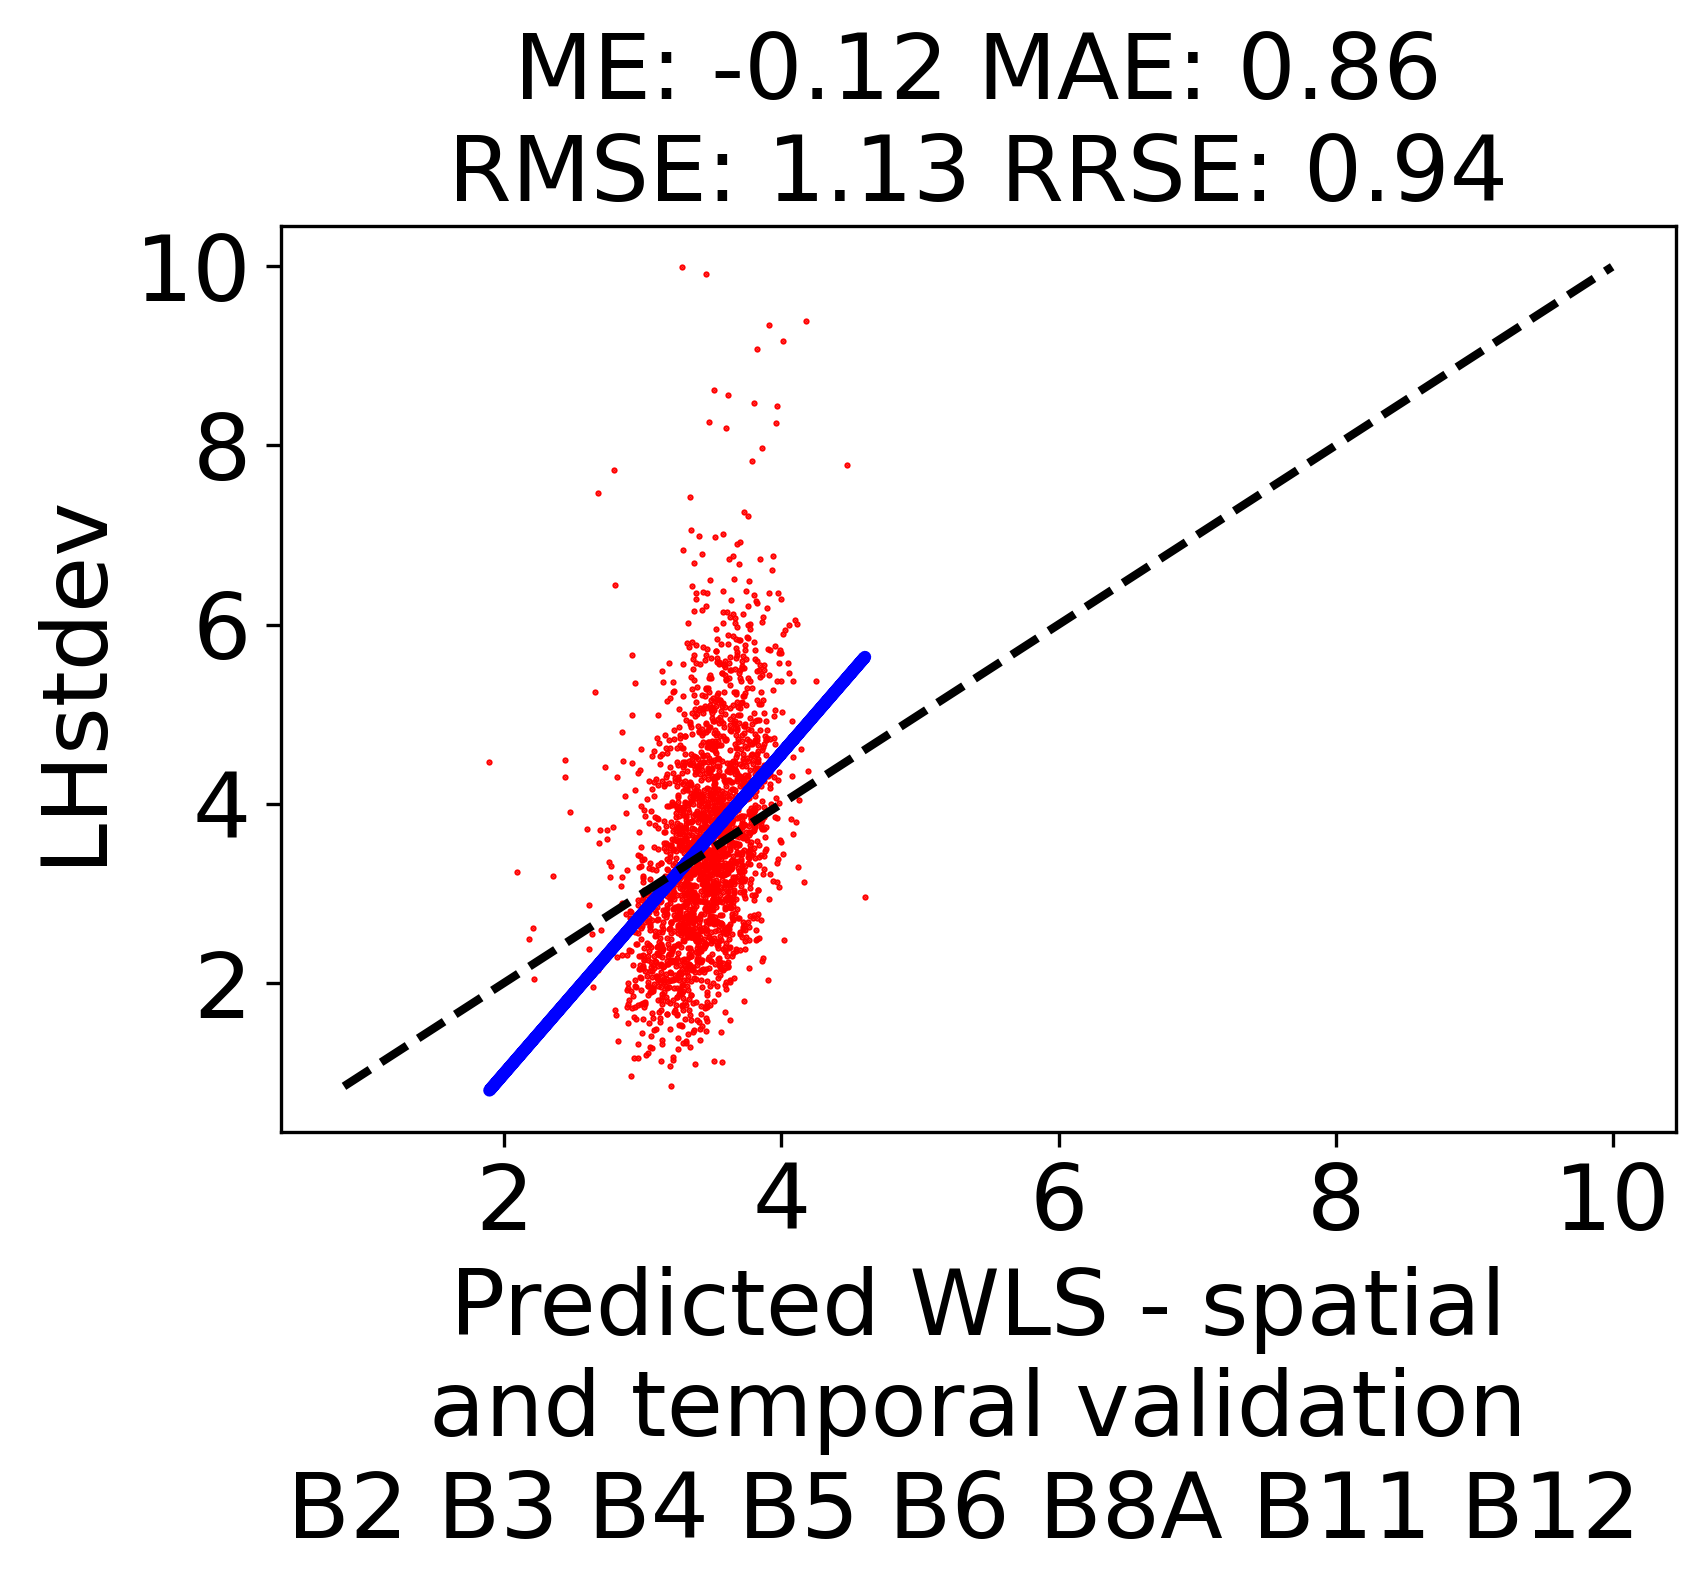 ME: -0.12 MAE: 0.86
RMSE: 1.13 RRSE: 0.94
10
8
6
4
2
LHstdev
2 4 6 8 10
Predicted WLS - spatial
and temporal validation
B2 B3 B4 B5 B6 B8A B11 B12